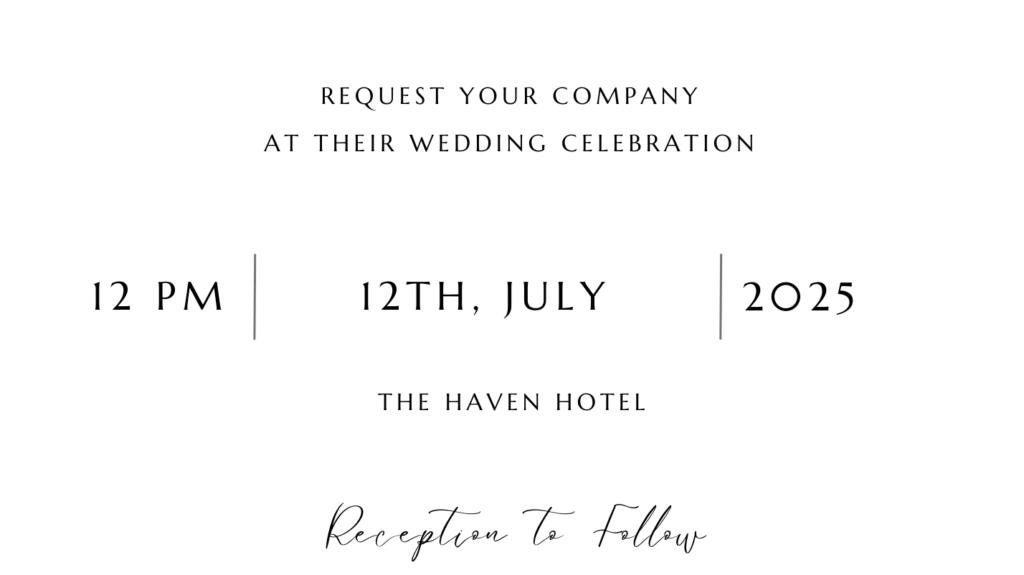 REQUEST YOUR COMPANY
AT THEIR WEDDING CELEBRATION
12 PM 12TH, JULY 2025
THE HAVEN HOTEL
Reception to Follow